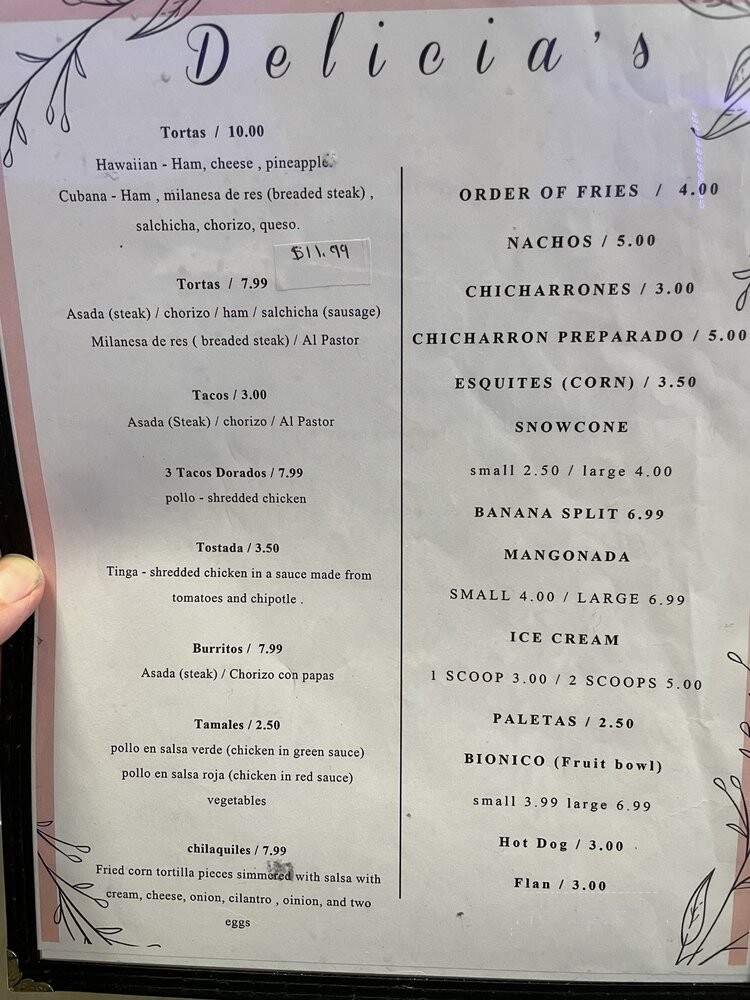 Delicia's
Tortas / 10.00
Hawaiian - Ham, cheese , pineapple.
Cubana - Ham , milanesa de res (breaded steak) ,
salchicha, chorizo, queso.
$11.99
Tortas / 7.99
Asada (steak) / chorizo / ham / salchicha (sausage)
Milanesa de res ( breaded steak) / Al Pastor
Tacos / 3.00
Asada (Steak) / chorizo / Al Pastor
3 Tacos Dorados / 7.99
pollo - shredded chicken
Tostada / 3.50
Tinga - shredded chicken in a sauce made from
tomatoes and chipotle .
Burritos / 7.99
Asada (steak) / Chorizo con papas
Tamales / 2.50
pollo en salsa verde (chicken in green sauce)
pollo en salsa roja (chicken in red sauce)
vegetables
chilaquiles / 7.99
Fried corn tortilla pieces simmered with salsa with
cream, cheese, onion, cilantro , oinion, and two
eggs
ORDER OF FRIES / 4.00
NACHOS / 5.00
CHICHARRONES / 3.00
CHICHARRON PREPARADO / 5.00
ESQUITES (CORN) / 3.50
SNOWCONE
small 2.50 / large 4.00
BANANA SPLIT 6.99
MANGONADA
SMALL 4.00 / LARGE 6.99
ICE CREAM
1 SCOOP 3.00 / 2 SCOOPS 5.00
PALETAS / 2.50
BIONICO (Fruit bowl)
small 3.99 large 6.99
Hot Dog / 3.00
Flan / 3.00